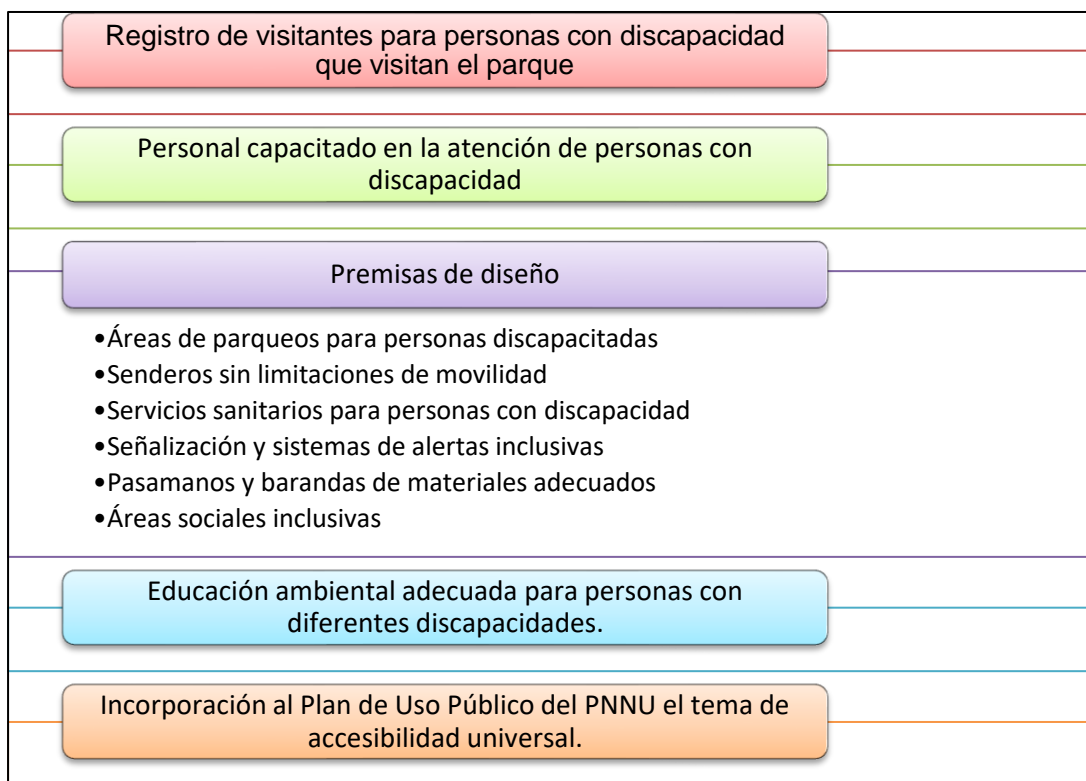 Registro de visitantes para personas con discapacidad
que visitan el parque
Personal capacitado en la atención de personas con
discapacidad
Premisas de diseño
•Áreas de parqueos para personas discapacitadas
•Senderos sin limitaciones de movilidad
•Servicios sanitarios para personas con discapacidad
•Señalización y sistemas de alertas inclusivas
•Pasamanos y barandas de materiales adecuados
•Áreas sociales inclusivas
Educación ambiental adecuada para personas con
diferentes discapacidades.
Incorporación al Plan de Uso Público del PNNU el tema de
accesibilidad universal.